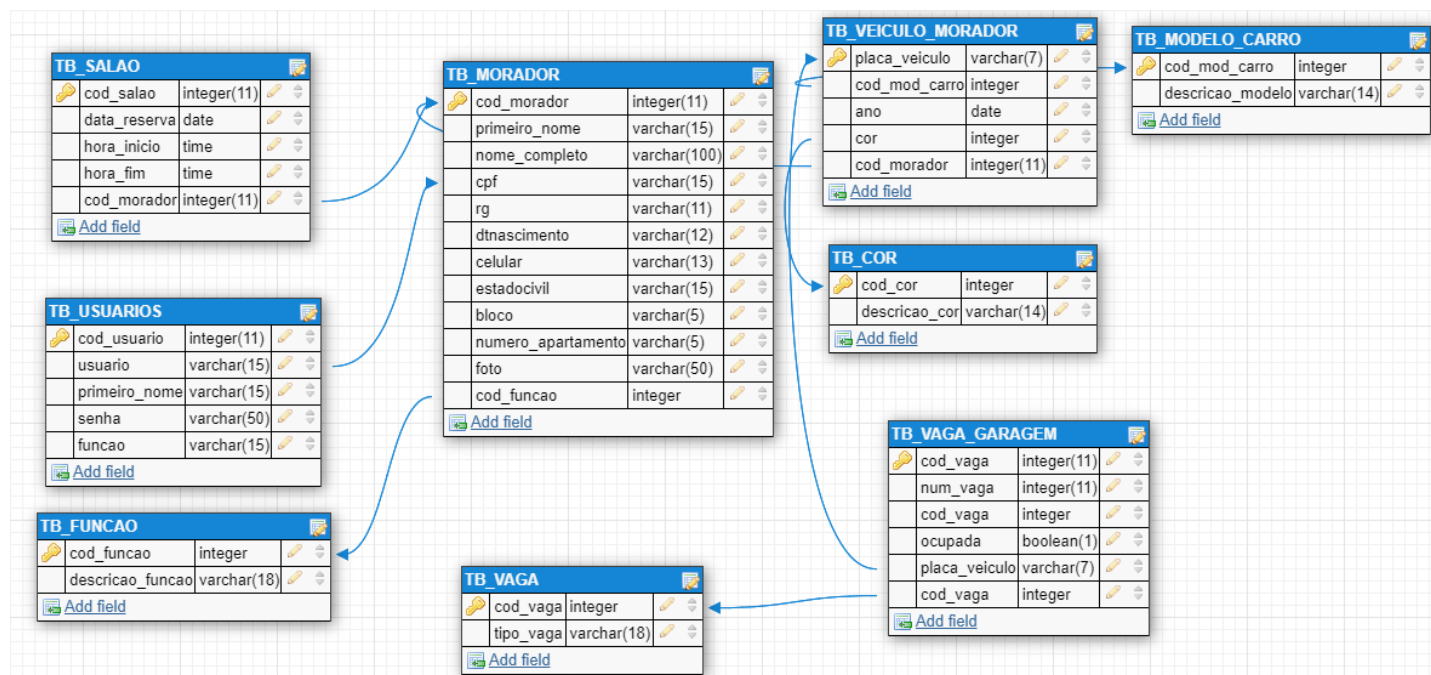 TB_SALAO
cod_salao integer(11)
data_reserva date
hora_inicio time
hora_fim time
cod_morador integer(11)
Add field
TB_USUARIOS
cod_usuario integer(11)
usuario varchar(15)
primeiro_nome varchar(15)
senha varchar(50)
funcao varchar(15)
Add field
TB_FUNCAO
cod_funcao integer
descricao_funcao varchar(18)
Add field
TB_MORADOR
cod_morador integer(11)
primeiro_nome varchar(15)
nome_completo varchar(100)
cpf varchar(15)
rg varchar(11)
dtnascimento varchar(12)
celular varchar(13)
estadocivil varchar(15)
bloco varchar(5)
numero_apartamento varchar(5)
foto varchar(50)
cod_funcao integer
Add field
TB_VAGA
cod_vaga integer
tipo_vaga varchar(18)
Add field
TB_VEICULO_MORADOR
placa_veiculo varchar(7)
cod_mod_carro integer
ano date
cor integer
cod_morador integer(11)
Add field
TB_COR
cod_cor integer
descricao_cor varchar(14)
Add field
TB_VAGA_GARAGEM
cod_vaga integer(11)
num_vaga integer(11)
cod_vaga integer
ocupada boolean(1)
placa_veiculo varchar(7)
cod_vaga integer
Add field
TB_MODELO_CARRO
cod_mod_carro integer
descricao_modelo varchar(14)
Add field